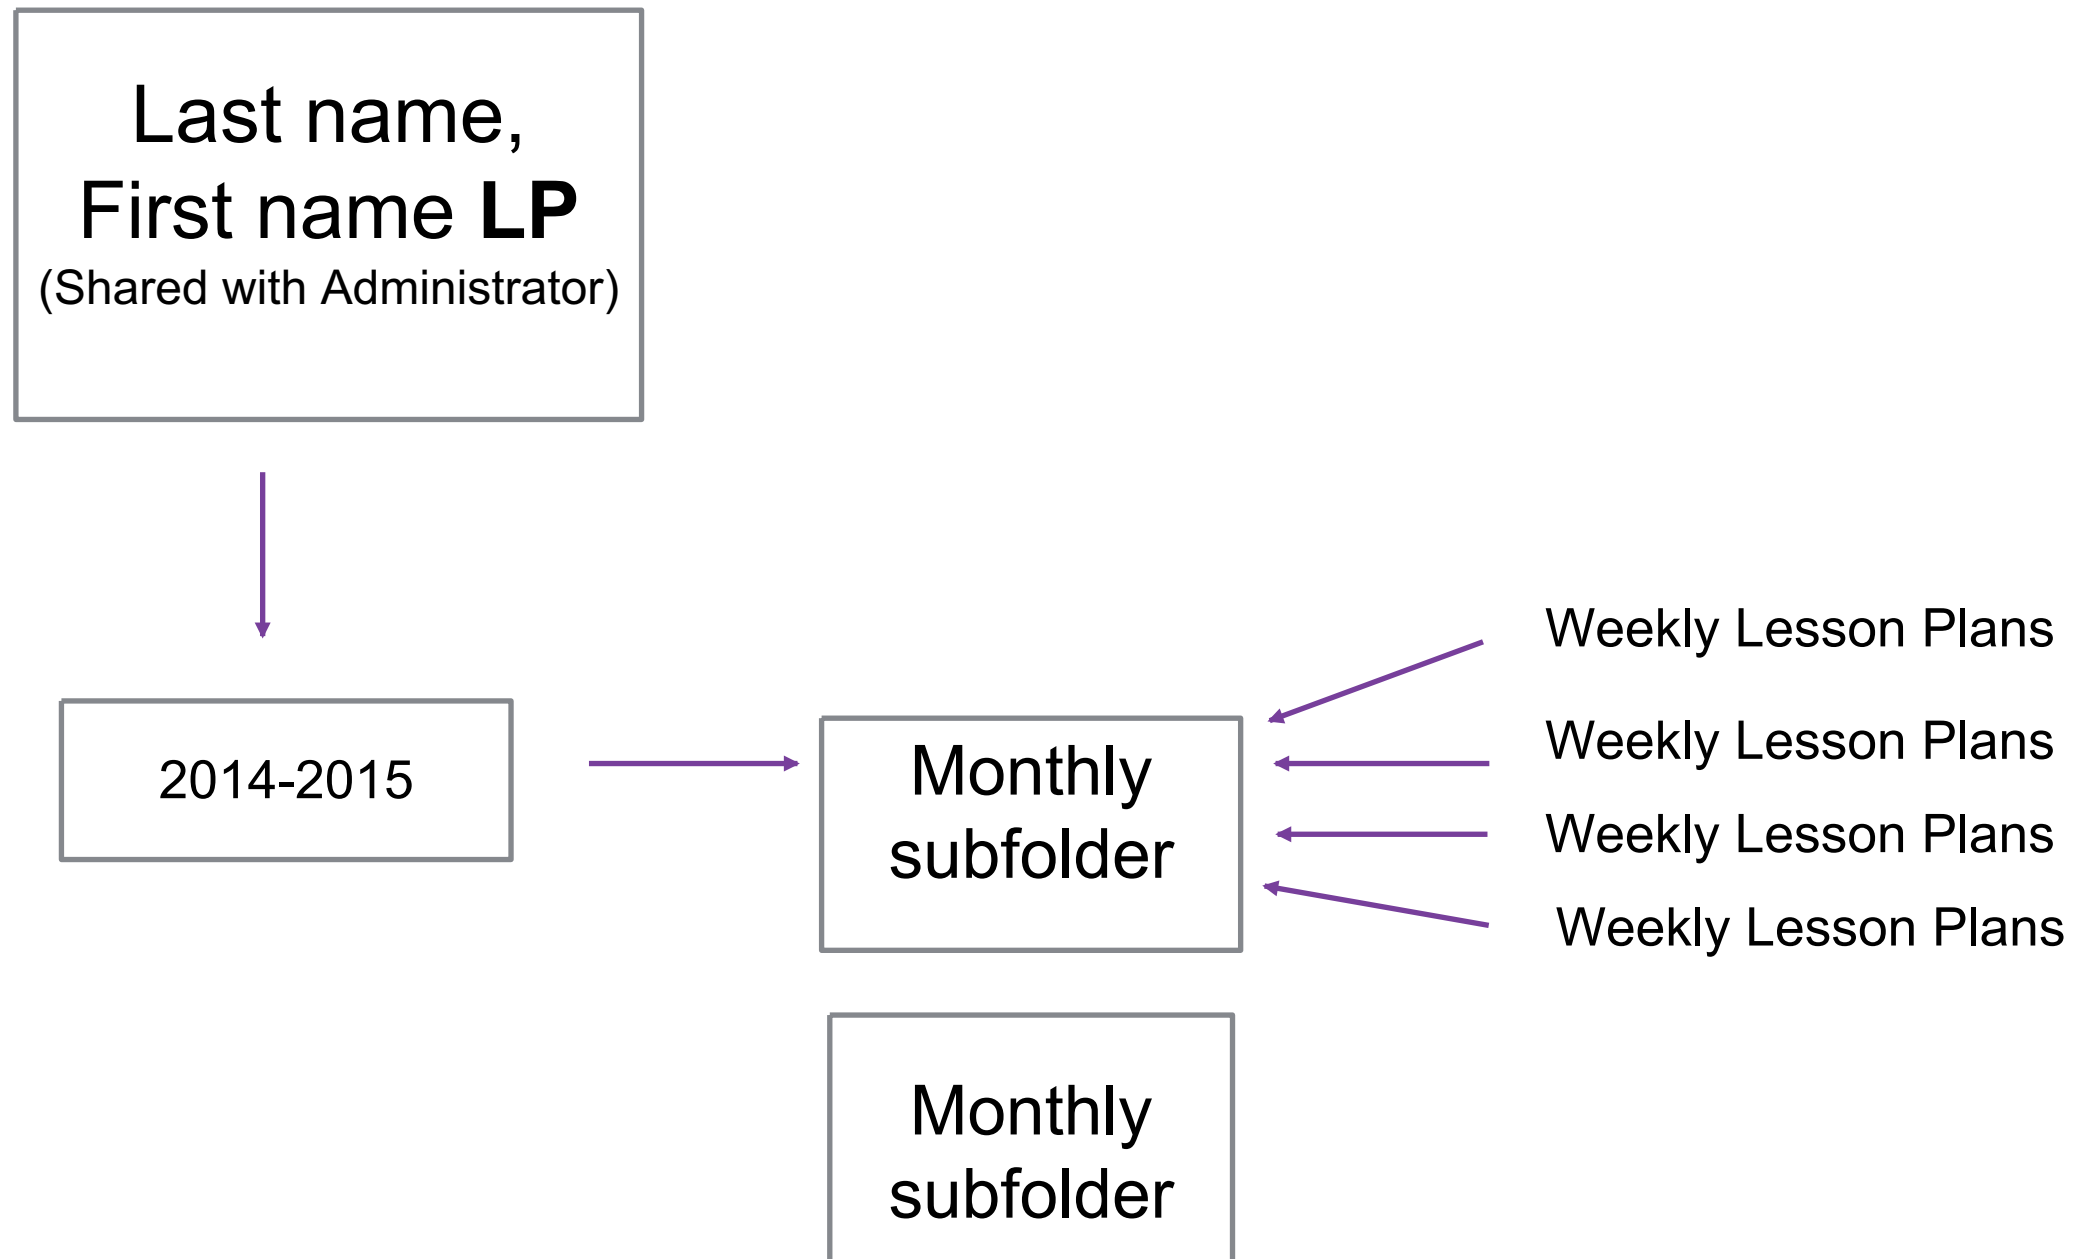 Last name,
First name LP
(Shared with Administrator)
2014-2015
Monthly
subfolder
Weekly Lesson Plans
Weekly Lesson Plans
Weekly Lesson Plans
Weekly Lesson Plans
Monthly
subfolder